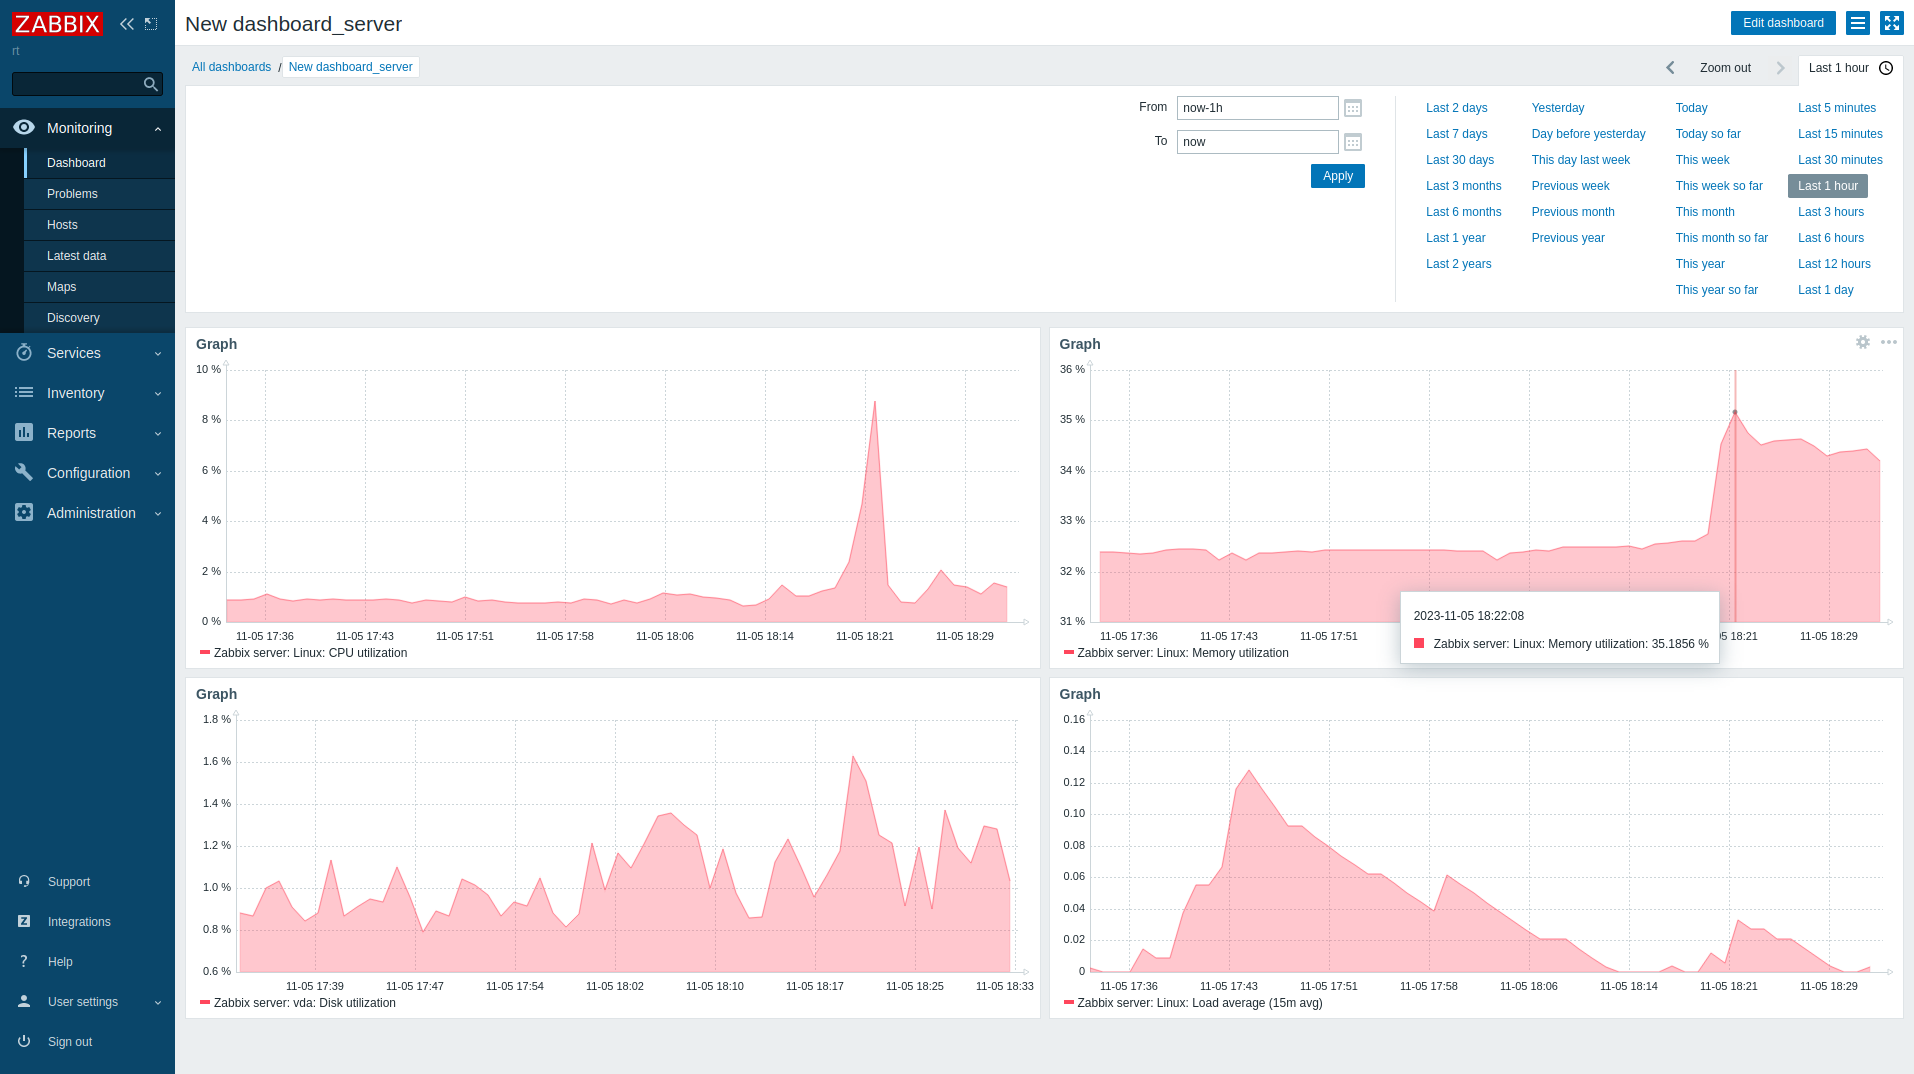 ZABBIX
rt
Monitoring
Dashboard
Problems
Hosts
Latest data
Maps
Discovery
Services
Inventory
Reports
Configuration
Administration
Support
Integrations
Help
User settings
Sign out
New dashboard_server
Edit dashboard
All dashboards / New dashboard_server
Zoom out
Last 1 hour
From now-1h
To now
Apply
Last 2 days Yesterday Today Last 5 minutes
Last 7 days Day before yesterday Today so far Last 15 minutes
Last 30 days This day last week This week Last 30 minutes
Last 3 months Previous week This week so far Last 1 hour
Last 6 months Previous month This month Last 3 hours
Last 1 year Previous year This month so far Last 6 hours
Last 2 years This year Last 12 hours
This year so far Last 1 day
Graph
10 %
8 %
6 %
4 %
2 %
0 %
11-05 17:36 11-05 17:43 11-05 17:51 11-05 17:58 11-05 18:06 11-05 18:14 11-05 18:21 11-05 18:29
Zabbix server: Linux: CPU utilization
Graph
36 %
35 %
34 %
33 %
32 %
31 %
11-05 17:36 11-05 17:43 11-05 17:51 05 18:21 11-05 18:29
Zabbix server: Linux: Memory utilization
2023-11-05 18:22:08
Zabbix server: Linux: Memory utilization: 35.1856 %
Graph
1.8 %
1.6 %
1.4 %
1.2 %
1.0 %
0.8 %
0.6 %
11-05 17:39 11-05 17:47 11-05 17:54 11-05 18:02 11-05 18:10 11-05 18:17 11-05 18:25 11-05 18:33
Zabbix server: vda: Disk utilization
Graph
0.16
0.14
0.12
0.10
0.08
0.06
0.04
0.02
0
11-05 17:36 11-05 17:43 11-05 17:51 11-05 17:58 11-05 18:06 11-05 18:14 11-05 18:21 11-05 18:29
Zabbix server: Linux: Load average (15m avg)